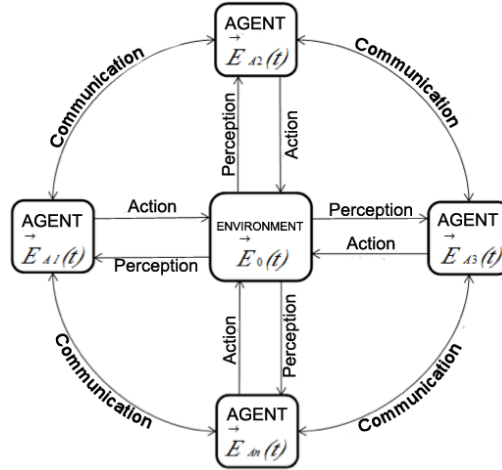 AGENT
→
E A2(t)
Communication
Communication
Perception
Action
AGENT
→
E A1(t)
Action
Perception
ENVIRONMENT
→
E 0(t)
Perception
Action
AGENT
→
E A3(t)
Action
Perception
Communication
Communication
AGENT
→
E An(t)